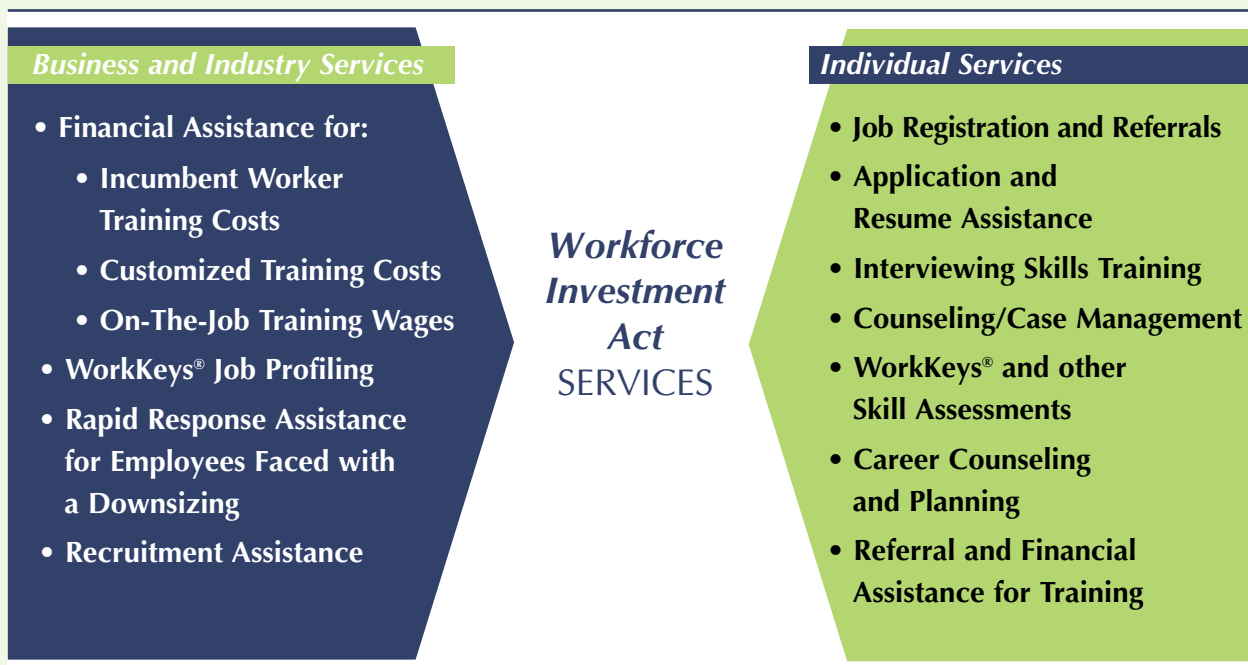 Business and Industry Services
• Financial Assistance for:
• Incumbent Worker
Training Costs
• Customized Training Costs
• On-The-Job Training Wages
• WorkKeys® Job Profiling
• Rapid Response Assistance
for Employees Faced with
a Downsizing
• Recruitment Assistance
Workforce
Investment
Act
SERVICES
Individual Services
• Job Registration and Referrals
• Application and
Resume Assistance
• Interviewing Skills Training
• Counseling/Case Management
• WorkKeys® and other
Skill Assessments
• Career Counseling
and Planning
• Referral and Financial
Assistance for Training